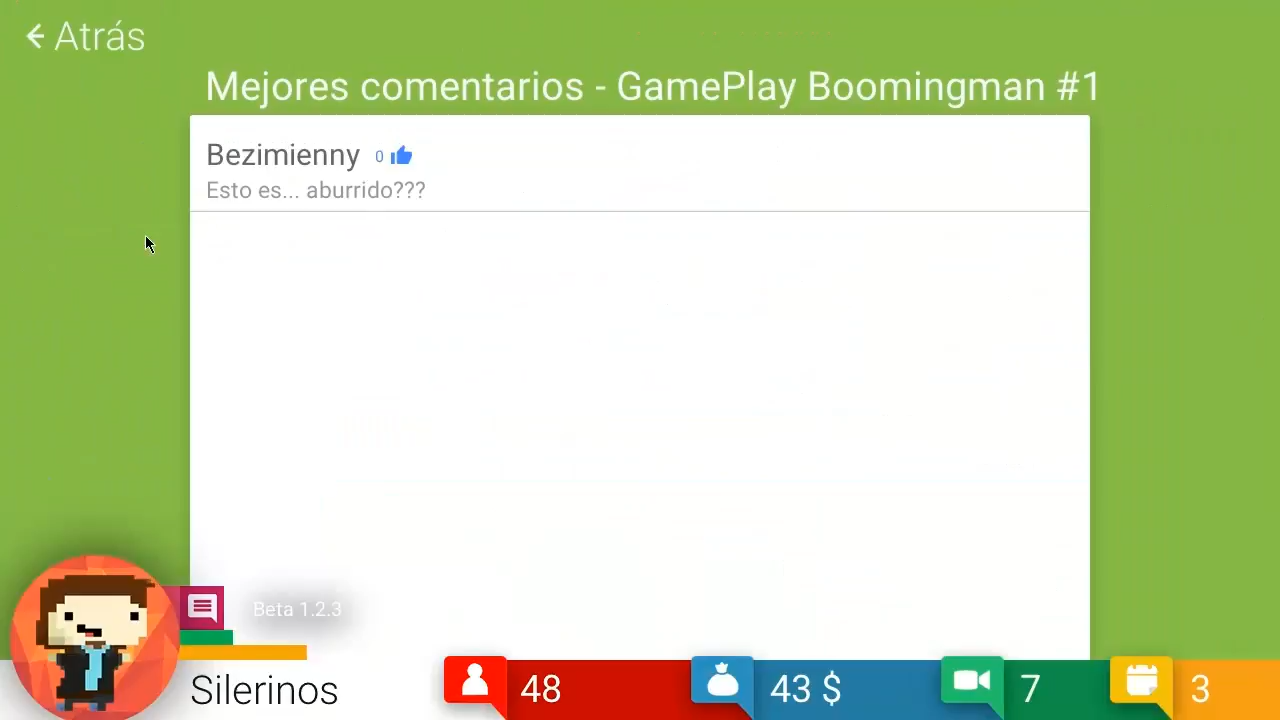 Atrás
Mejores comentarios - GamePlay Boomingman #1
Bezimienny 0
Esto es... aburrido???
Beta 1.2.3
Silerinos 48 43 $ 7 3